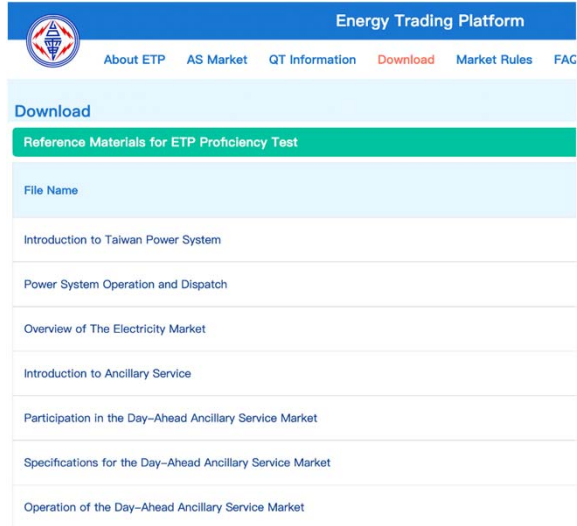 Energy Trading Platform
About ETP AS Market QT Information Download Market Rules FAQ
Download
Reference Materials for ETP Proficiency Test
File Name
Introduction to Taiwan Power System
Power System Operation and Dispatch
Overview of The Electricity Market
Introduction to Ancillary Service
Participation in the Day-Ahead Ancillary Service Market
Specifications for the Day-Ahead Ancillary Service Market
Operation of the Day-Ahead Ancillary Service Market